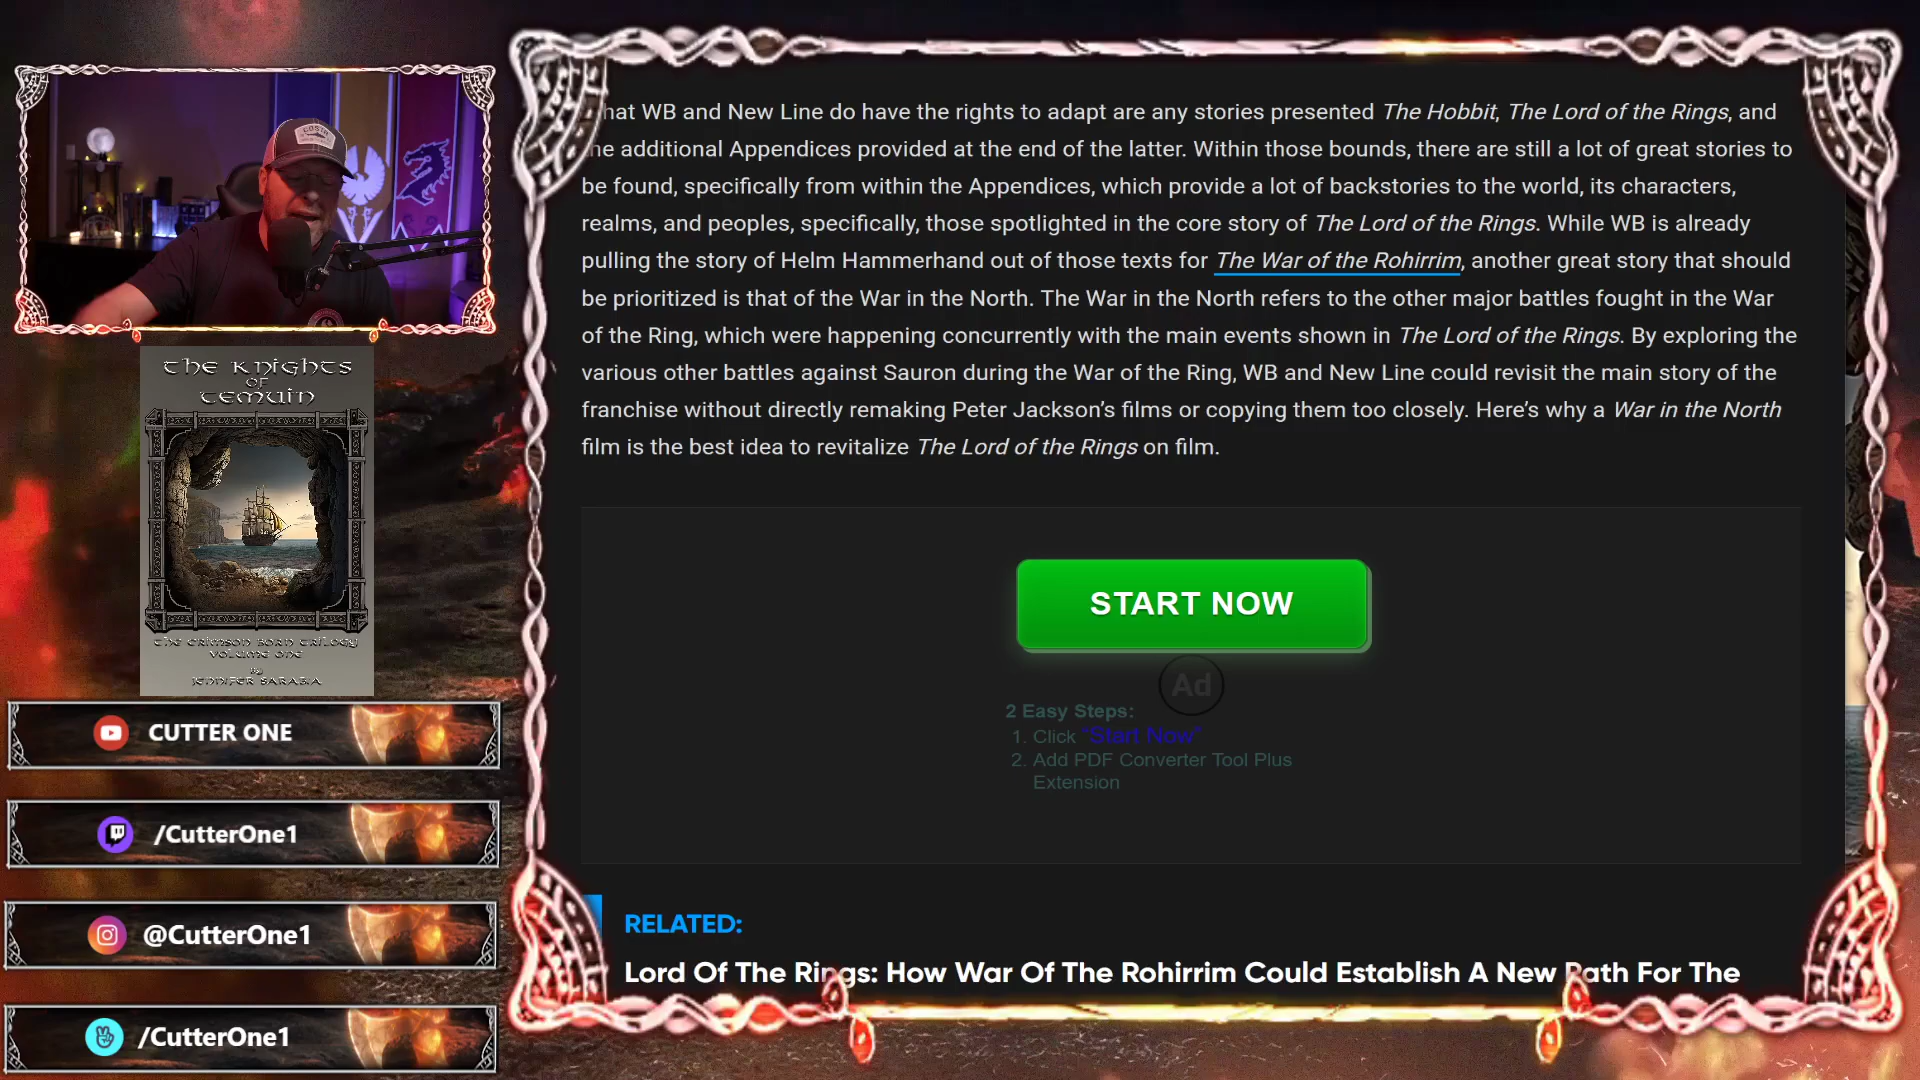 hat WB and New Line do have the rights to adapt are any stories presented The Hobbit, The Lord of the Rings, and
he additional Appendices provided at the end of the latter. Within those bounds, there are still a lot of great stories to
be found, specifically from within the Appendices, which provide a lot of backstories to the world, its characters,
realms, and peoples, specifically, those spotlighted in the core story of The Lord of the Rings. While WB is already
pulling the story of Helm Hammerhand out of those texts for The War of the Rohirrim, another great story that should
be prioritized is that of the War in the North. The War in the North refers to the other major battles fought in the War
of the Ring, which were happening concurrently with the main events shown in The Lord of the Rings. By exploring the
various other battles against Sauron during the War of the Ring, WB and New Line could revisit the main story of the
franchise without directly remaking Peter Jackson’s films or copying them too closely. Here’s why a War in the North
film is the best idea to revitalize The Lord of the Rings on film.
START NOW
Ad
2 Easy Steps:
1. Click "Start Now"
2. Add PDF Converter Tool Plus
Extension
RELATED:
Lord Of The Rings: How War Of The Rohirrim Could Establish A New Path For The
THE KNIGHTS
OF
TEMUIN
THE CRIMSON BORN TRILOGY
VOLUME ONE
By
JENNIFER SARABIA
CUTTER ONE
/CutterOne1
@CutterOne1
/CutterOne1